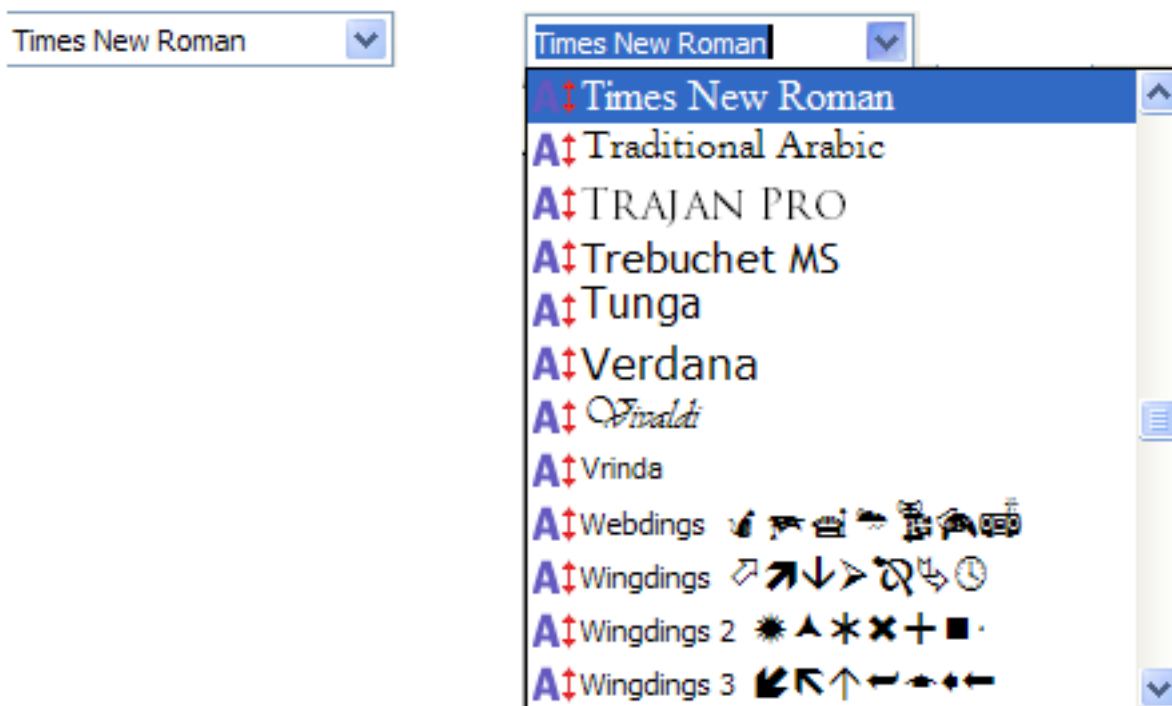 Times New Roman
Times New Roman
Times New Roman
Traditional Arabic
TRAJAN PRO
Trebuchet MS
Tunga
Verdana
Vivaldi
Vrinda
Webdings
Wingdings
Wingdings 2
Wingdings 3